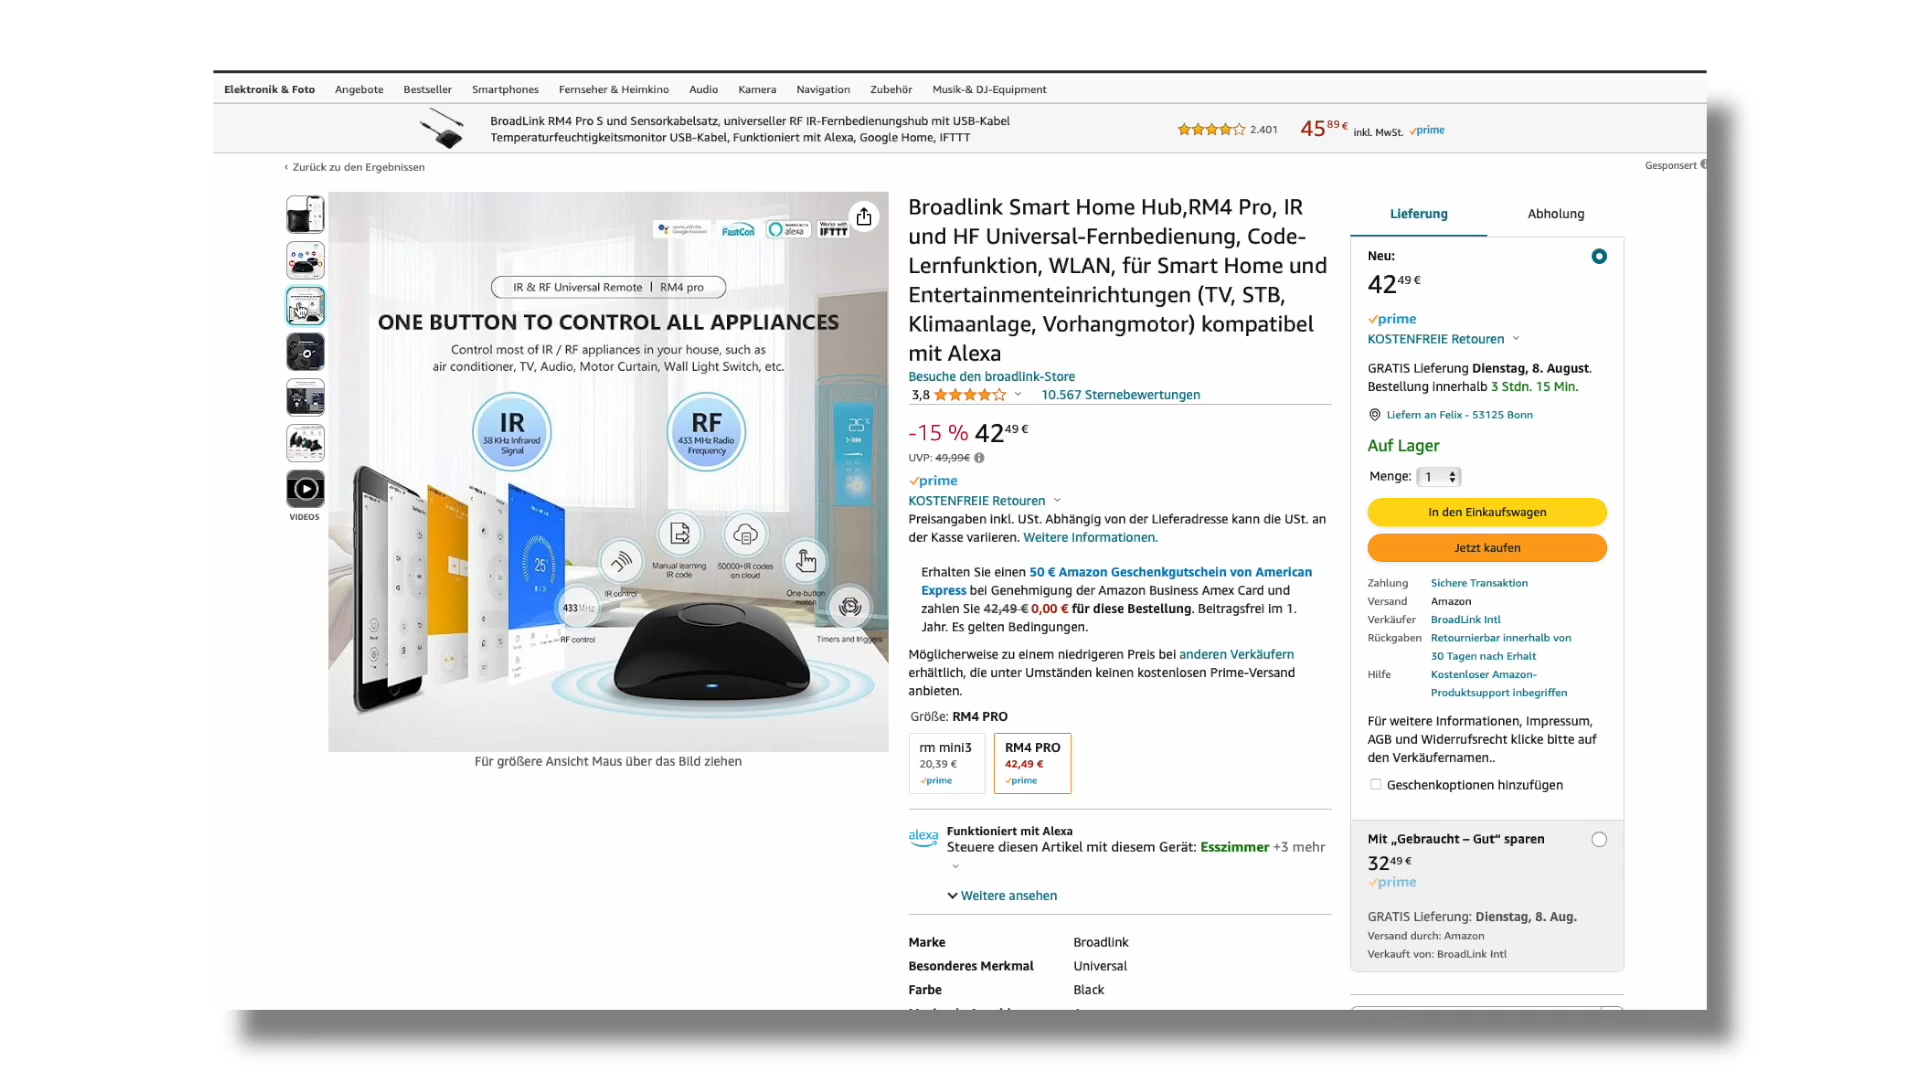 Elektronik & Foto Angebote Bestseller Smartphones Fernseher & Heimkino Audio Kamera Navigation Zubehör Musik-& DJ-Equipment
BroadLink RM4 Pro S und Sensorkabelsatz, universeller RF IR-Fernbedienungshub mit USB-Kabel
Temperaturfeuchtigkeitsmonitor USB-Kabel, Funktioniert mit Alexa, Google Home, IFTTT
2.401
45 89 € inkl. MwSt. prime
‹ Zurück zu den Ergebnissen
Gesponsert
VIDEOS
works with the
Google Assistant
FastCon
WORKS WITH
alexa
Works with
IFTTT
IR & RF Universal Remote | RM4 pro
ONE BUTTON TO CONTROL ALL APPLIANCES
Control most of IR / RF appliances in your house, such as
air conditioner, TV, Audio, Motor Curtain, Wall Light Switch, etc.
IR
38 KHz Infrared
Signal
RF
433 MHz Radio
Frequency
25
25
Manual learning
IR code
50000+IR codes
on cloud
IR control
One-button
433 MHz
RF control
Timers and triggers
Für größere Ansicht Maus über das Bild ziehen
Broadlink Smart Home Hub,RM4 Pro, IR
und HF Universal-Fernbedienung, Code-
Lernfunktion, WLAN, für Smart Home und
Entertainmenteinrichtungen (TV, STB,
Klimaanlage, Vorhangmotor) kompatibel
mit Alexa
Besuche den broadlink-Store
3,8 10.567 Sternebewertungen
-15 % 42 49 €
UVP: 49,99€
prime
KOSTENFREIE Retouren
Preisangaben inkl. USt. Abhängig von der Lieferadresse kann die USt. an
der Kasse variieren. Weitere Informationen.
Erhalten Sie einen 50 € Amazon Geschenkgutschein von American
Express bei Genehmigung der Amazon Business Amex Card und
zahlen Sie 42,49 € 0,00 € für diese Bestellung. Beitragsfrei im 1.
Jahr. Es gelten Bedingungen.
Möglicherweise zu einem niedrigeren Preis bei anderen Verkäufern
erhältlich, die unter Umständen keinen kostenlosen Prime-Versand
anbieten.
Größe: RM4 PRO
rm mini3
20,39 €
prime
RM4 PRO
42,49 €
prime
alexa
Funktioniert mit Alexa
Steuere diesen Artikel mit diesem Gerät: Esszimmer +3 mehr
Weitere ansehen
Marke Broadlink
Besonderes Merkmal Universal
Farbe Black
Lieferung Abholung
Neu:
42 49 €
prime
KOSTENFREIE Retouren
GRATIS Lieferung Dienstag, 8. August.
Bestellung innerhalb 3 Stdn. 15 Min.
Liefern an Felix - 53125 Bonn
Auf Lager
Menge: 1
In den Einkaufswagen
Jetzt kaufen
Zahlung Sichere Transaktion
Versand Amazon
Verkäufer BroadLink Intl
Rückgaben Retournierbar innerhalb von
30 Tagen nach Erhalt
Hilfe Kostenloser Amazon-
Produktsupport inbegriffen
Für weitere Informationen, Impressum,
AGB und Widerrufsrecht klicke bitte auf
den Verkäufernamen..
Geschenkoptionen hinzufügen
Mit „Gebraucht – Gut“ sparen
32 49 €
prime
GRATIS Lieferung: Dienstag, 8. Aug.
Versand durch: Amazon
Verkauft von: BroadLink Intl